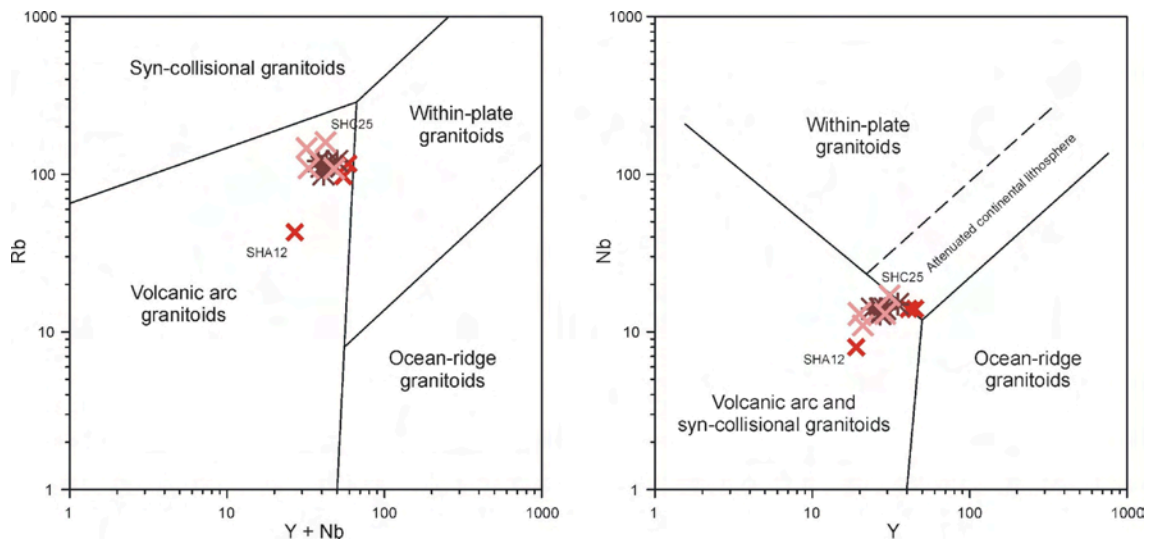 1000
Syn-collisional granitoids
SHC25
Within-plate
granitoids
100
Rb
SHA12
Volcanic arc
granitoids
10
Ocean-ridge
granitoids
1
1
10
100
1000
Y + Nb
1000
Within-plate
granitoids
Attenuated continental lithosphere
100
Nb
SHC25
10
SHA12
Ocean-ridge
granitoids
Volcanic arc and
syn-collisional granitoids
1
1
10
100
1000
Y